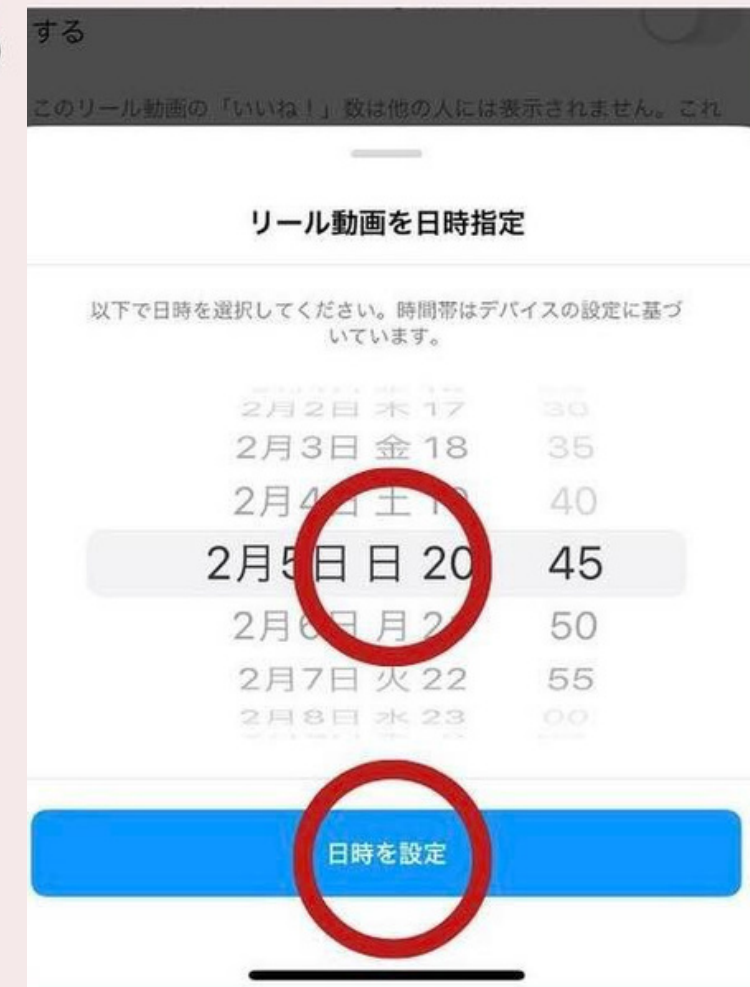 する
このリール動画の「いいね！」数は他の人には表示されません。これ
リール動画を日時指定
以下で日時を選択してください。時間帯はデバイスの設定に基づ
いています。
2月2日 木 17 30
2月3日 金 18 35
2月4日 土 19 40
2月5日 日 20 45
2月6日 月 21 50
2月7日 火 22 55
2月8日 水 23 00
日時を設定